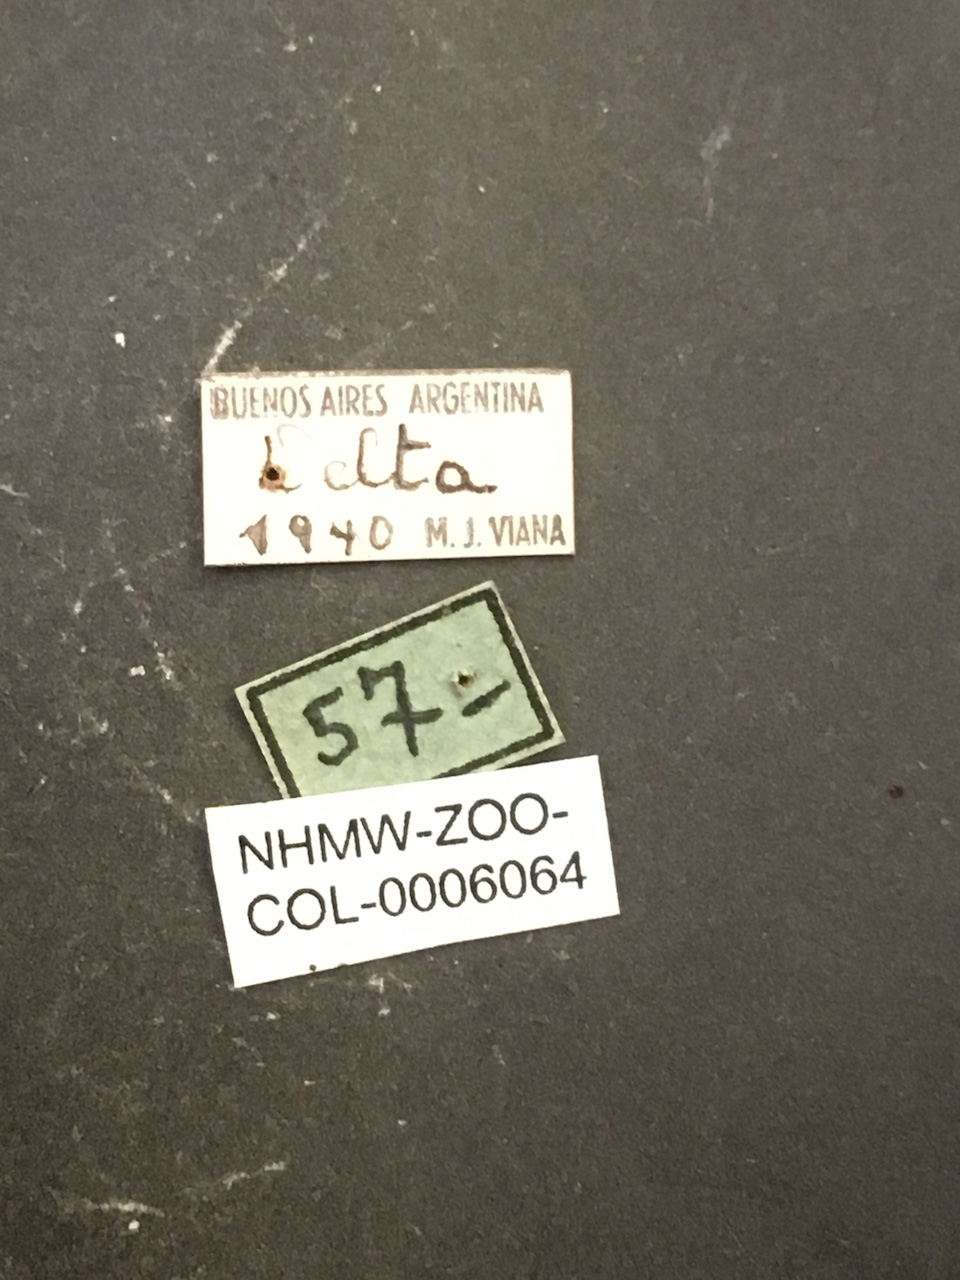 BUENOS AIRES ARGENTINA
Delta
1940 M. J. VIANA
57-
NHMW-ZOO-
COL-0006064